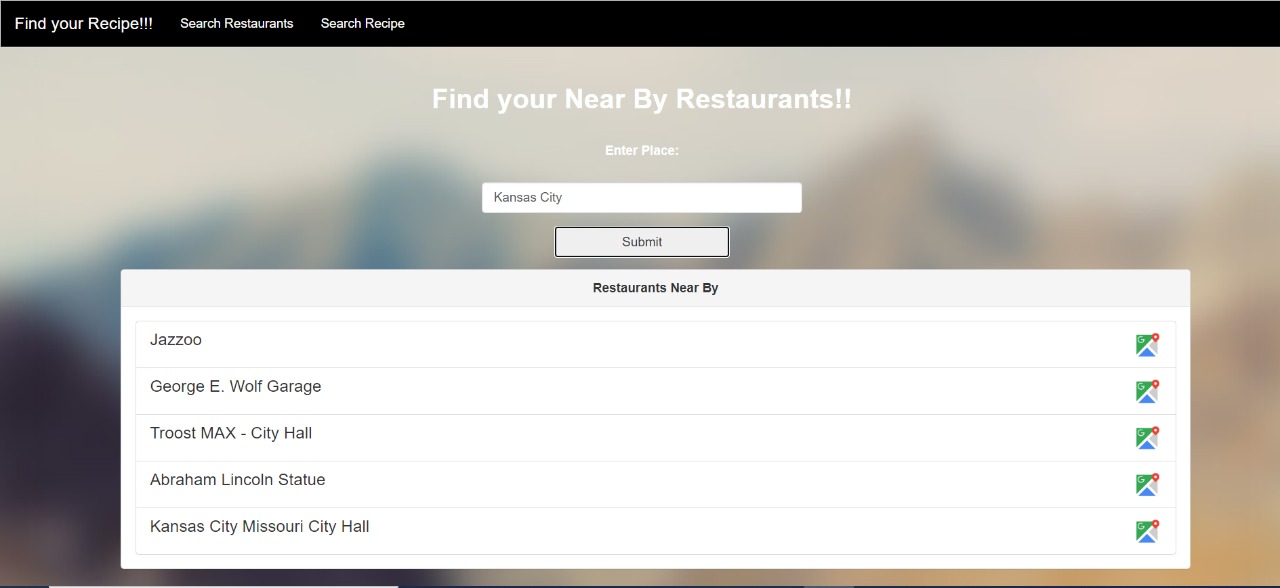 Find your Recipe!!! Search Restaurants Search Recipe
Find your Near By Restaurants!!
Enter Place:
Kansas City
Submit
Restaurants Near By
Jazzoo
George E. Wolf Garage
Troost MAX - City Hall
Abraham Lincoln Statue
Kansas City Missouri City Hall